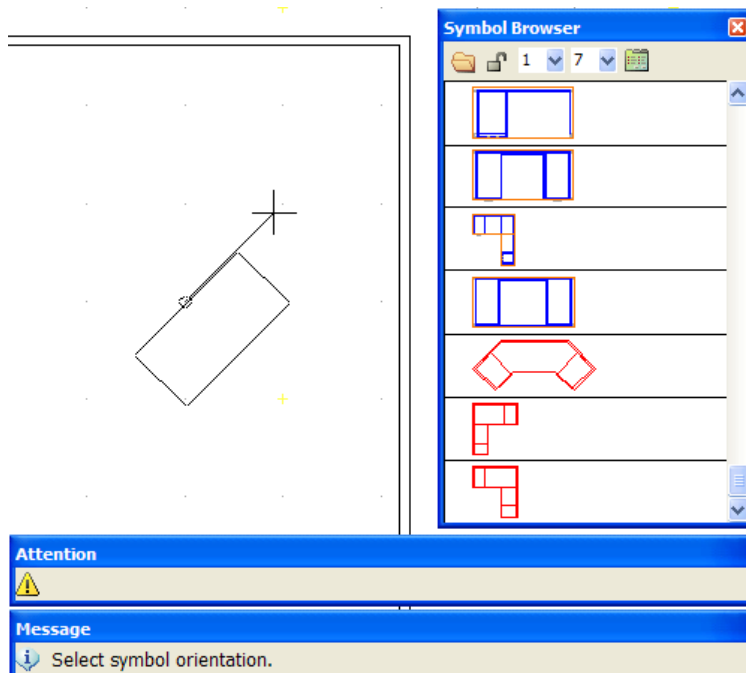 Symbol Browser
1 7
Attention
Message
Select symbol orientation.